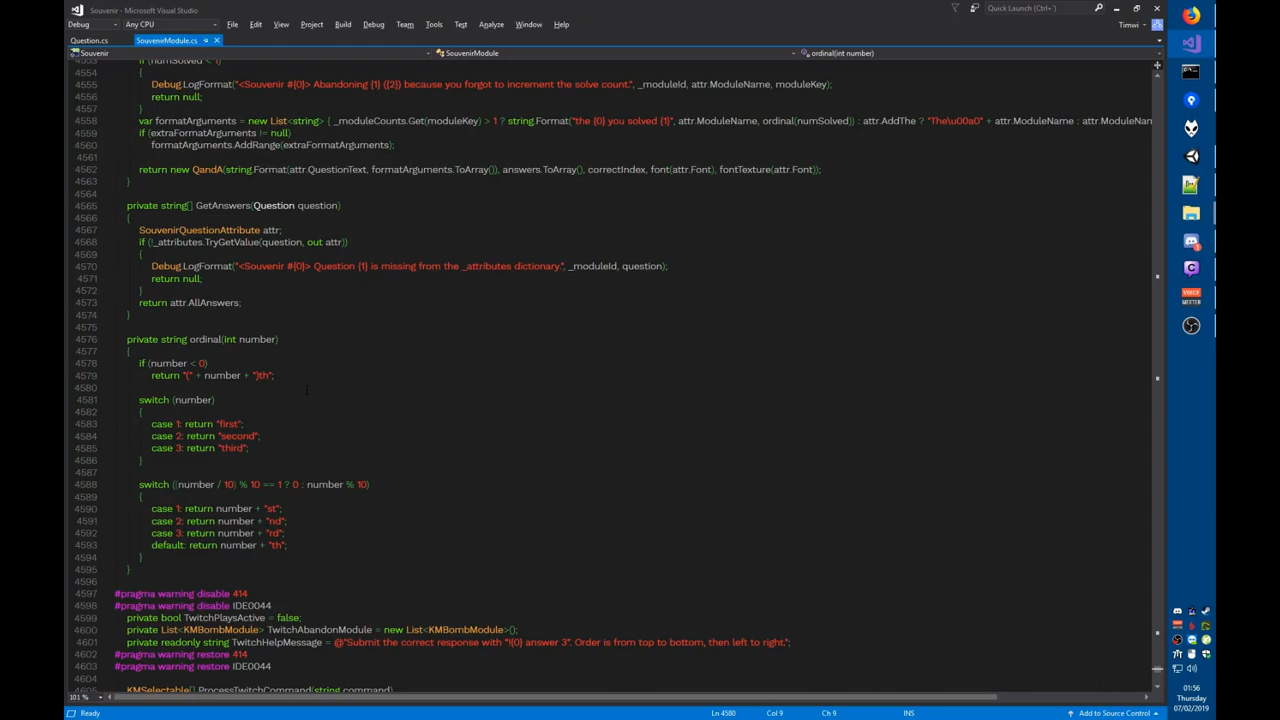 Souvenir - Microsoft Visual Studio
Quick Launch (Ctrl+')
Debug
Any CPU
File Edit View Project Build Debug Team Tools Test Analyze Window Help
Timwi
Question.cs
SouvenirModule.cs
Souvenir
SouvenirModule
ordinal(int number)
4553 if (numSolved < 1)
4554 {
4555 Debug.LogFormat("<Souvenir #{0}> Abandoning {1} ({2}) because you forgot to increment the solve count.", _moduleId, attr.ModuleName, moduleKey);
4556 return null;
4557 }
4558 var formatArguments = new List<string> { _moduleCounts.Get(moduleKey) > 1 ? string.Format("the {0} you solved {1}", attr.ModuleName, ordinal(numSolved)) : attr.AddThe ? "The\u00a0" + attr.ModuleName : attr.ModuleNam
4559 if (extraFormatArguments != null)
4560 formatArguments.AddRange(extraFormatArguments);
4561
4562 return new QandA(string.Format(attr.QuestionText, formatArguments.ToArray()), answers.ToArray(), correctIndex, font(attr.Font), fontTexture(attr.Font));
4563 }
4564
4565 private string[] GetAnswers(Question question)
4566 {
4567 SouvenirQuestionAttribute attr;
4568 if (!_attributes.TryGetValue(question, out attr))
4569 {
4570 Debug.LogFormat("<Souvenir #{0}> Question {1} is missing from the _attributes dictionary.", _moduleId, question);
4571 return null;
4572 }
4573 return attr.AllAnswers;
4574 }
4575
4576 private string ordinal(int number)
4577 {
4578 if (number < 0)
4579 return "(" + number + ")th";
4580
4581 switch (number)
4582 {
4583 case 1: return "first";
4584 case 2: return "second";
4585 case 3: return "third";
4586 }
4587
4588 switch ((number / 10) % 10 == 1 ? 0 : number % 10)
4589 {
4590 case 1: return number + "st";
4591 case 2: return number + "nd";
4592 case 3: return number + "rd";
4593 default: return number + "th";
4594 }
4595 }
4596
4597 #pragma warning disable 414
4598 #pragma warning disable IDE0044
4599 private bool TwitchPlaysActive = false;
4600 private List<KMBombModule> TwitchAbandonModule = new List<KMBombModule>();
4601 private readonly string TwitchHelpMessage = @"Submit the correct response with "!{0} answer 3". Order is from top to bottom, then left to right.";
4602 #pragma warning restore 414
4603 #pragma warning restore IDE0044
4604
4605 KMSelectable[] ProcessTwitchCommand(string command)
101 %
Ready
Ln 4580 Col 9 Ch 9 INS
Add to Source Control
VOICE
MEETER
01:56
Thursday
07/02/2019